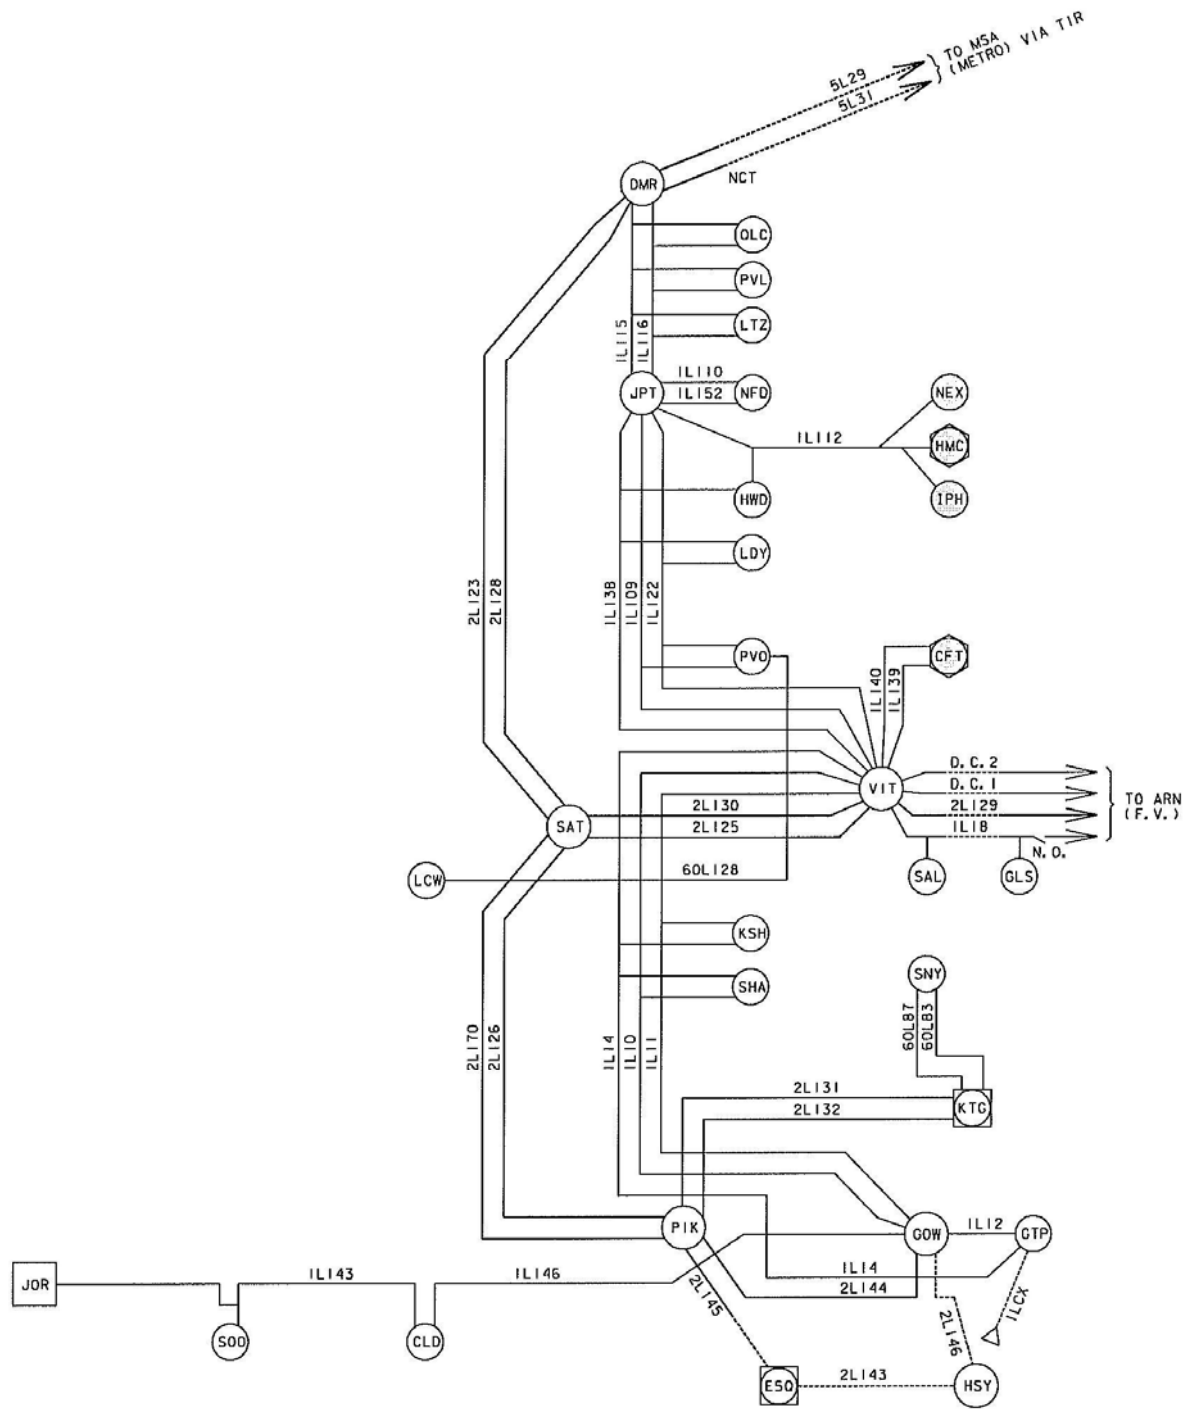 TO MSA
(METRO) VIA TIR
5L29
5L31
DMR
NCT
QLC
PVL
LTZ
1L115
1L116
1L110
JPT
1L152
NFD
NEX
1L112
HMC
HWD
IPH
LDY
2L123
2L128
1L138
1L109
1L122
PVO
CFT
1L140
1L139
D.C.2
VIT
D.C.1
2L130
2L129
TO ARN
(F.V.)
SAT
2L125
1L18
N.O.
LCW
60L128
SAL
GLS
KSH
SNY
SHA
60L87
60L83
2L170
2L126
1L14
1L10
1L11
2L131
KTG
2L132
PIK
GOW
1L12
GTP
JOR
1L143
1L146
1L14
2L144
2L145
1LCX
2L146
SOO
CLD
ESQ
2L143
HSY